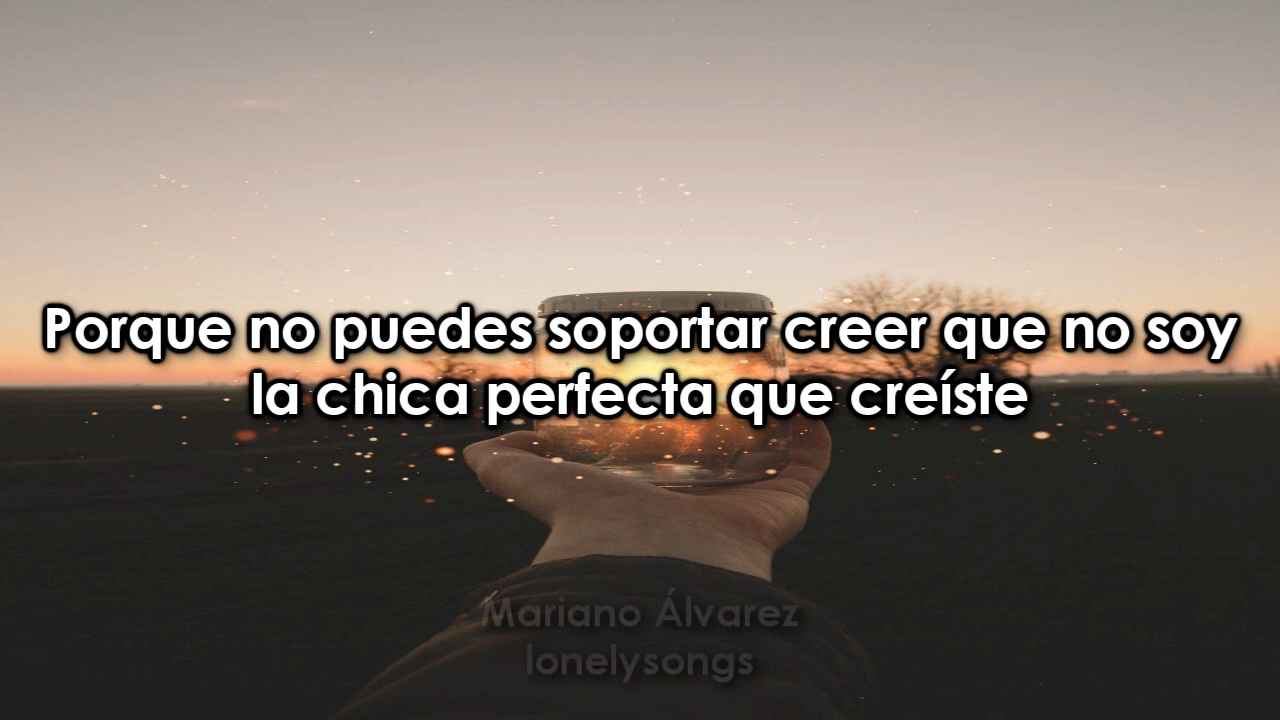 Porque no puedes soportar creer que no soy
la chica perfecta que creíste
Mariano Álvarez
lonelysongs